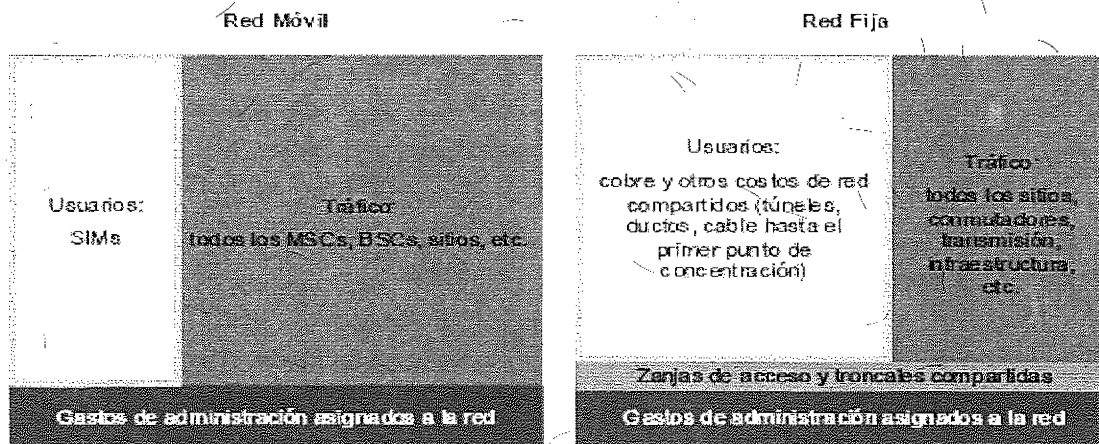 Red Móvil
Usuarios:
SIMs
Tráfico
todos los MSCs, BSCs, sitios, etc.
Gastos de administración asignados a la red
Red Fija
Usuarios:
cobre y otros costos de red
compartidos (túneles,
ductos, cable hasta el
primer punto de
concentración)
Tráfico
todos los sitios,
conmutadores,
transmisión,
infraestructura,
etc.
Zanjas de acceso y troncales compartidas
Gastos de administración asignados a la red